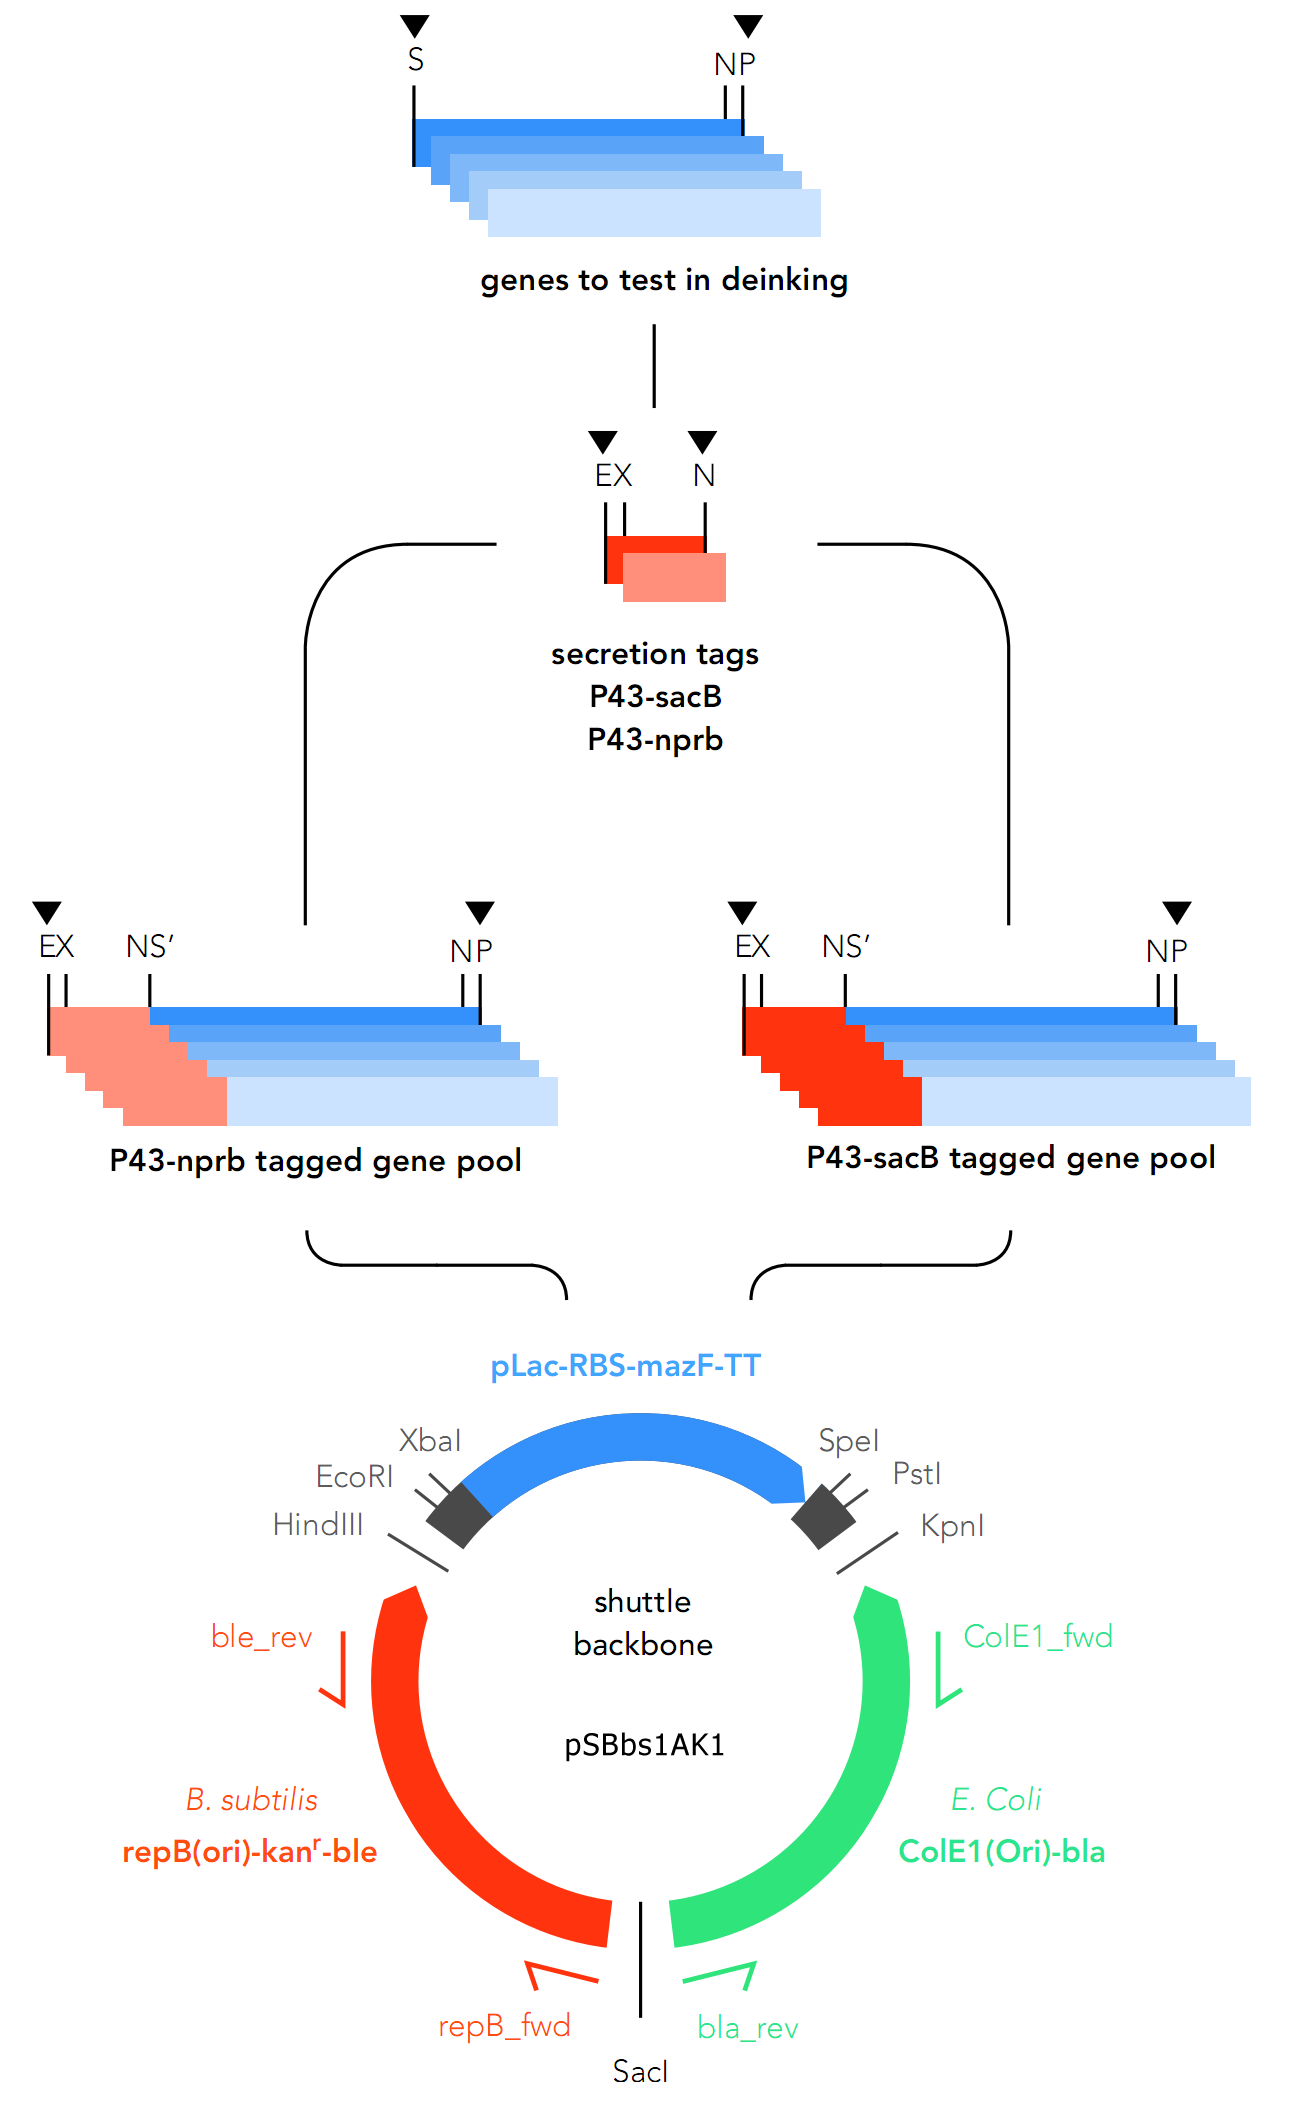 S
NP
genes to test in deinking
EX
N
secretion tags
P43-sacB
P43-nprb
EX
NS’
NP
EX
NS’
NP
P43-nprb tagged gene pool
P43-sacB tagged gene pool
pLac-RBS-mazF-TT
XbaI
SpeI
EcoRI
PstI
HindIII
KpnI
shuttle
backbone
ble_rev
ColE1_fwd
pSBbs1AK1
B. subtilis
repB(ori)-kanʳ-ble
E. Coli
ColE1(Ori)-bla
repB_fwd
bla_rev
SacI